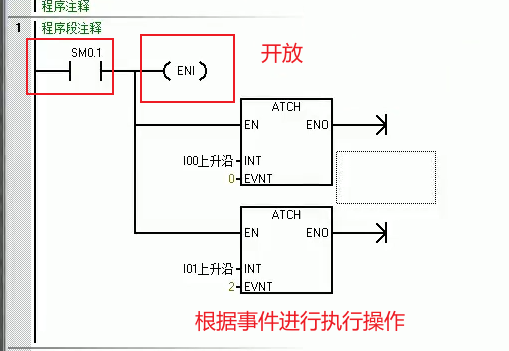 程序注释
1 程序段注释
SM0.1
ENI
开放
ATCH
EN ENO
I00上升沿 INT
0 EVNT
ATCH
EN ENO
I01上升沿 INT
2 EVNT
根据事件进行执行操作